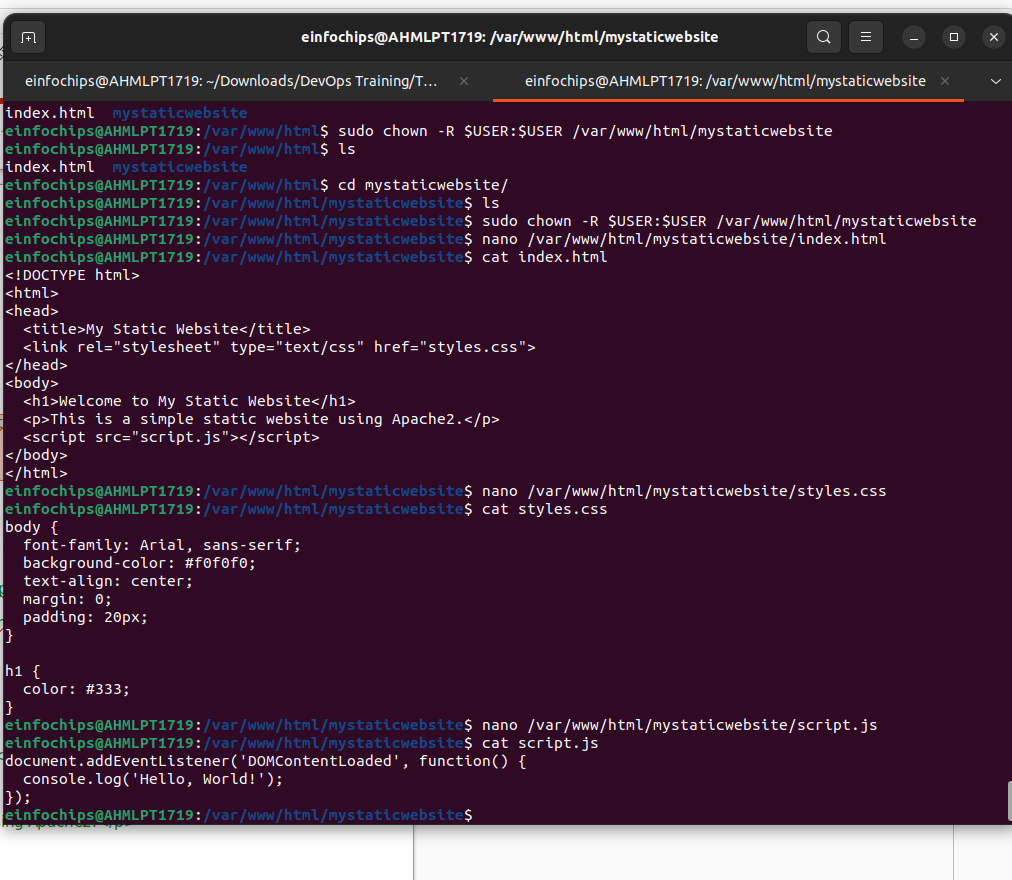 einfochips@AHMLPT1719: /var/www/html/mystaticwebsite
einfochips@AHMLPT1719: ~/Downloads/DevOps Training/T...
einfochips@AHMLPT1719: /var/www/html/mystaticwebsite
index.html  mystaticwebsite
einfochips@AHMLPT1719:/var/www/html$ sudo chown -R $USER:$USER /var/www/html/mystaticwebsite
einfochips@AHMLPT1719:/var/www/html$ ls
index.html  mystaticwebsite
einfochips@AHMLPT1719:/var/www/html$ cd mystaticwebsite/
einfochips@AHMLPT1719:/var/www/html/mystaticwebsite$ ls
einfochips@AHMLPT1719:/var/www/html/mystaticwebsite$ sudo chown -R $USER:$USER /var/www/html/mystaticwebsite
einfochips@AHMLPT1719:/var/www/html/mystaticwebsite$ nano /var/www/html/mystaticwebsite/index.html
einfochips@AHMLPT1719:/var/www/html/mystaticwebsite$ cat index.html
<!DOCTYPE html>
<html>
<head>
  <title>My Static Website</title>
  <link rel="stylesheet" type="text/css" href="styles.css">
</head>
<body>
  <h1>Welcome to My Static Website</h1>
  <p>This is a simple static website using Apache2.</p>
  <script src="script.js"></script>
</body>
</html>
einfochips@AHMLPT1719:/var/www/html/mystaticwebsite$ nano /var/www/html/mystaticwebsite/styles.css
einfochips@AHMLPT1719:/var/www/html/mystaticwebsite$ cat styles.css
body {
  font-family: Arial, sans-serif;
  background-color: #f0f0f0;
  text-align: center;
  margin: 0;
  padding: 20px;
}

h1 {
  color: #333;
}
einfochips@AHMLPT1719:/var/www/html/mystaticwebsite$ nano /var/www/html/mystaticwebsite/script.js
einfochips@AHMLPT1719:/var/www/html/mystaticwebsite$ cat script.js
document.addEventListener('DOMContentLoaded', function() {
  console.log('Hello, World!');
});
einfochips@AHMLPT1719:/var/www/html/mystaticwebsite$